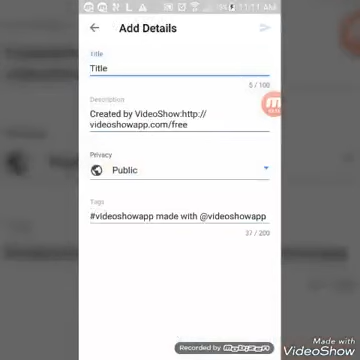 11:11 AM
Add Details
Title
Title
5 / 100
Description
Created by VideoShow:http://
videoshowapp.com/free
Privacy
Public
Tags
#videoshowapp made with @videoshowapp
37 / 200
Recorded by
Made with
VideoShow